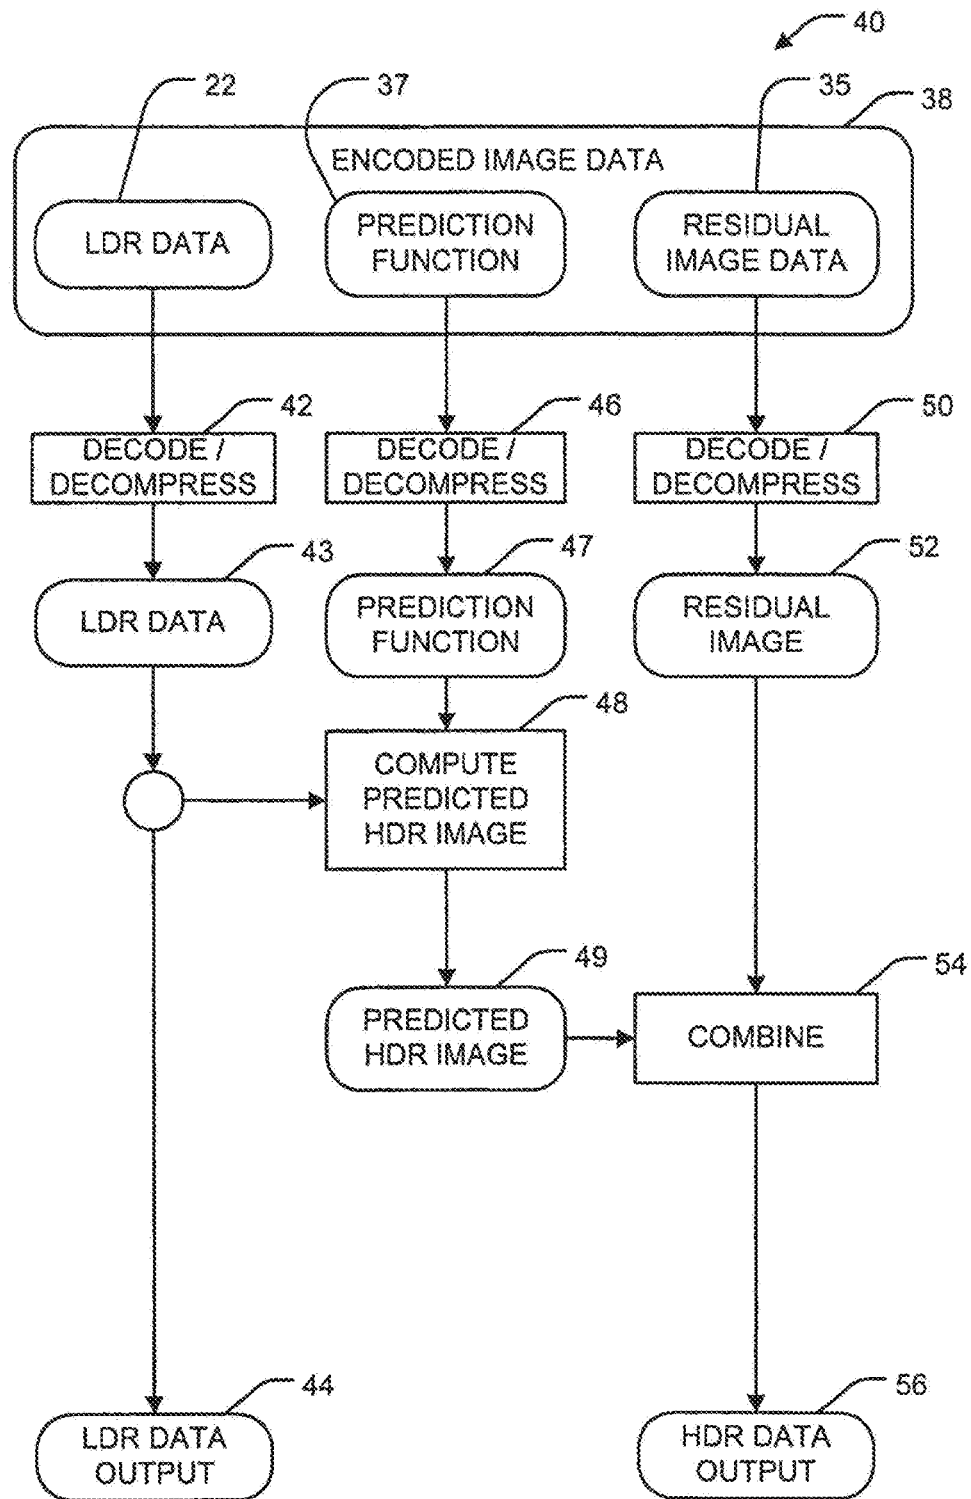 40
22
37
35
38
ENCODED IMAGE DATA
LDR DATA
PREDICTION
FUNCTION
RESIDUAL
IMAGE DATA
42
46
50
DECODE /
DECOMPRESS
DECODE /
DECOMPRESS
DECODE /
DECOMPRESS
43
47
52
LDR DATA
PREDICTION
FUNCTION
RESIDUAL
IMAGE
48
COMPUTE
PREDICTED
HDR IMAGE
49
54
PREDICTED
HDR IMAGE
COMBINE
44
56
LDR DATA
OUTPUT
HDR DATA
OUTPUT